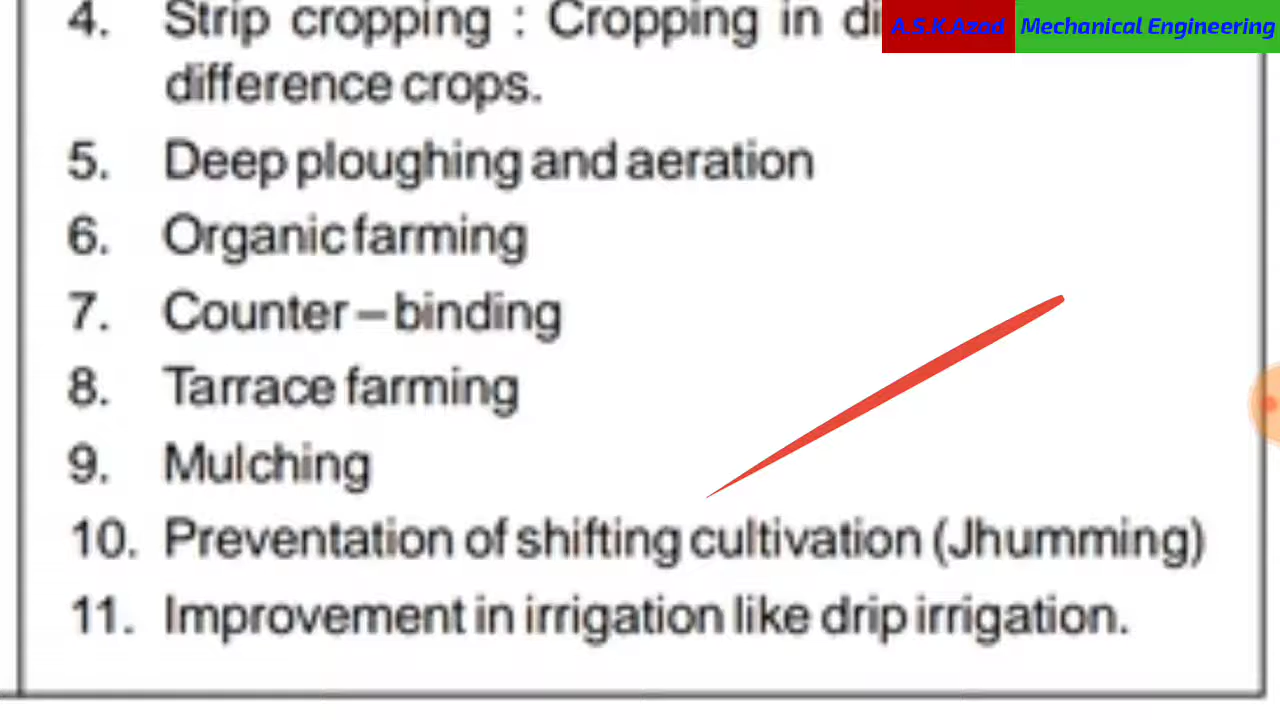 4. Strip cropping : Cropping in
A.S.K.Azad Mechanical Engineering
difference crops.
5. Deep ploughing and aeration
6. Organic farming
7. Counter – binding
8. Tarrace farming
9. Mulching
10. Preventation of shifting cultivation (Jhumming)
11. Improvement in irrigation like drip irrigation.